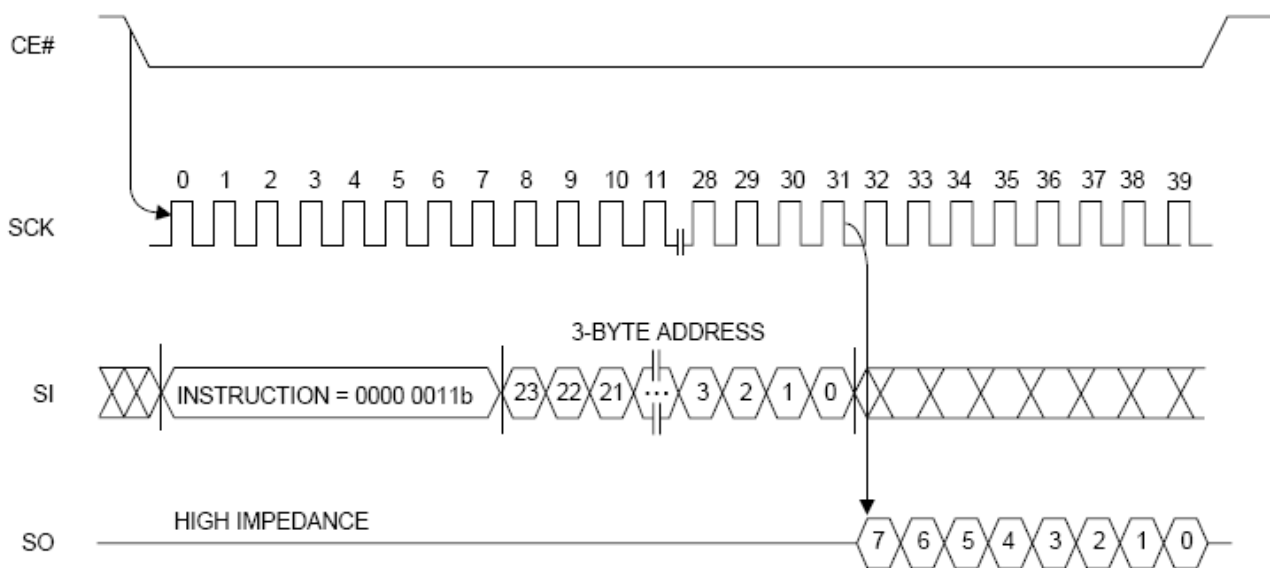 CE#
0 1 2 3 4 5 6 7 8 9 10 11 28 29 30 31 32 33 34 35 36 37 38 39
SCK
3-BYTE ADDRESS
SI INSTRUCTION = 0000 0011b 23 22 21 ... 3 2 1 0
HIGH IMPEDANCE
SO 7 6 5 4 3 2 1 0